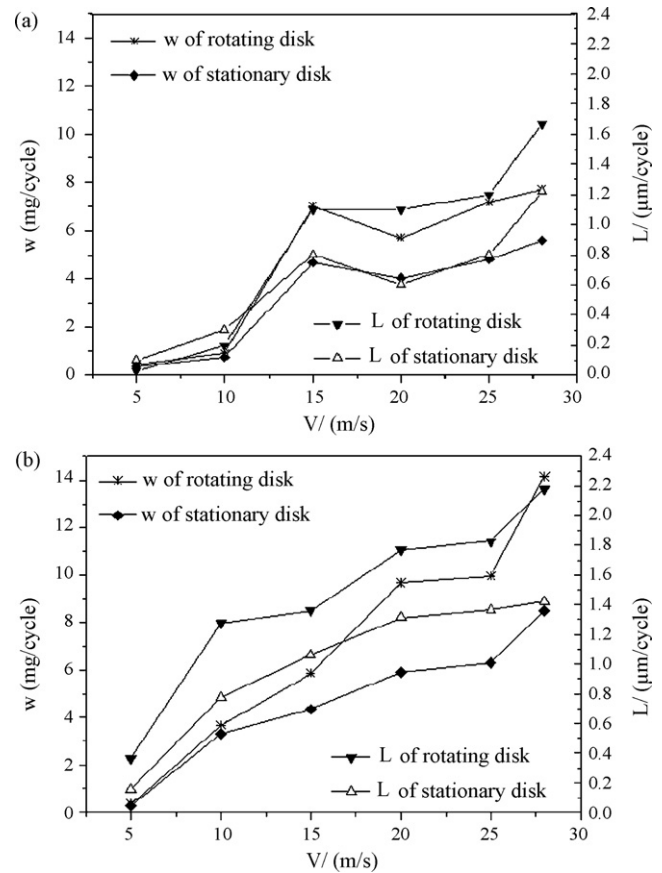 (a)
14
12
10
8
6
4
2
0
w (mg/cycle)
w of rotating disk
w of stationary disk
L of rotating disk
L of stationary disk
2.4
2.2
2.0
1.8
1.6
1.4
1.2
1.0
0.8
0.6
0.4
0.2
0.0
L/ (μm/cycle)
5 10 15 20 25 30
V/ (m/s)
(b)
14
12
10
8
6
4
2
0
w (mg/cycle)
w of rotating disk
w of stationary disk
L of rotating disk
L of stationary disk
2.4
2.2
2.0
1.8
1.6
1.4
1.2
1.0
0.8
0.6
0.4
0.2
0.0
L/ (μm/cycle)
5 10 15 20 25 30
V/ (m/s)